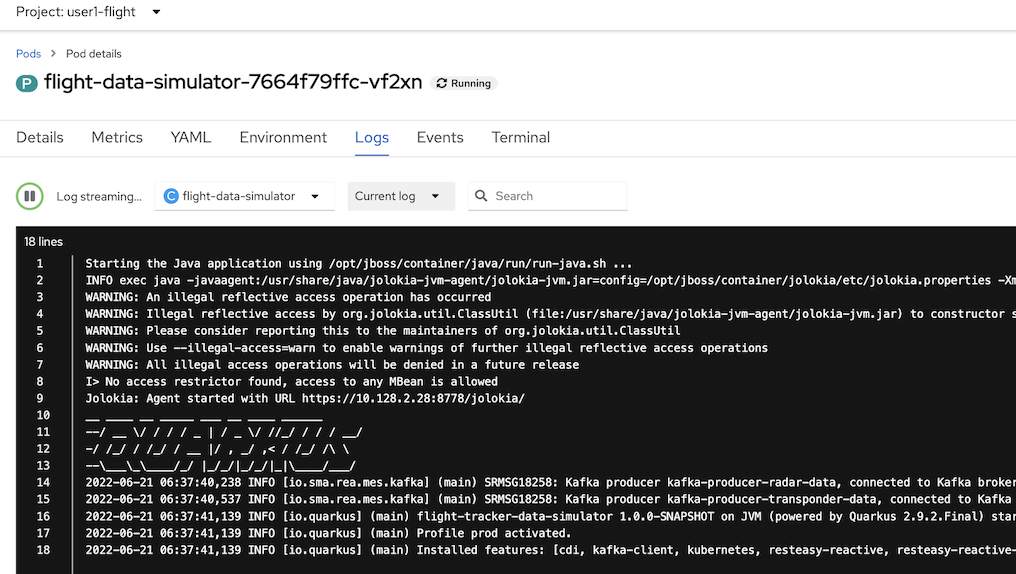 Project: user1-flight
Pods > Pod details
P flight-data-simulator-7664f79ffc-vf2xn Running
Details Metrics YAML Environment Logs Events Terminal
Log streaming... C flight-data-simulator Current log Search
18 lines
1 Starting the Java application using /opt/jboss/container/java/run/run-java.sh ...
2 INFO exec java -javaagent:/usr/share/java/jolokia-jvm-agent/jolokia-jvm.jar=config=/opt/jboss/container/jolokia/etc/jolokia.properties -Xm
3 WARNING: An illegal reflective access operation has occurred
4 WARNING: Illegal reflective access by org.jolokia.util.ClassUtil (file:/usr/share/java/jolokia-jvm-agent/jolokia-jvm.jar) to constructor s
5 WARNING: Please consider reporting this to the maintainers of org.jolokia.util.ClassUtil
6 WARNING: Use --illegal-access=warn to enable warnings of further illegal reflective access operations
7 WARNING: All illegal access operations will be denied in a future release
8 I> No access restrictor found, access to any MBean is allowed
9 Jolokia: Agent started with URL https://10.128.2.28:8778/jolokia/
10 __ ____ __ _____ ___ __ ____ ______
11 --/ __ \/ / / / _ | / _ \/ //_/ / / / __/
12 -/ /_/ / /_/ / __ |/ , _/ ,< / /_/ /\ \
13 --\___\_\____/_/ |_/_/|_/_/|_|\____/___/
14 2022-06-21 06:37:40,238 INFO [io.sma.rea.mes.kafka] (main) SRMSG18258: Kafka producer kafka-producer-radar-data, connected to Kafka broker
15 2022-06-21 06:37:40,537 INFO [io.sma.rea.mes.kafka] (main) SRMSG18258: Kafka producer kafka-producer-transponder-data, connected to Kafka
16 2022-06-21 06:37:41,139 INFO [io.quarkus] (main) flight-tracker-data-simulator 1.0.0-SNAPSHOT on JVM (powered by Quarkus 2.9.2.Final) star
17 2022-06-21 06:37:41,139 INFO [io.quarkus] (main) Profile prod activated.
18 2022-06-21 06:37:41,139 INFO [io.quarkus] (main) Installed features: [cdi, kafka-client, kubernetes, resteasy-reactive, resteasy-reactive-